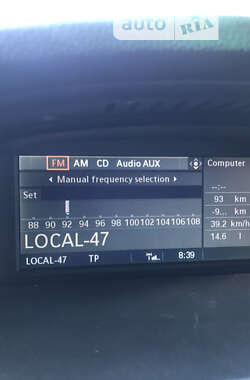 auto RIA
FM AM CD Audio AUX
Computer
Manual frequency selection
Set
--:--
93 km
-9... km
39.2 km/h
14.6 l
88 90 92 94 96 98 100 102 104 106 108
LOCAL-47
LOCAL-47 TP 8:39